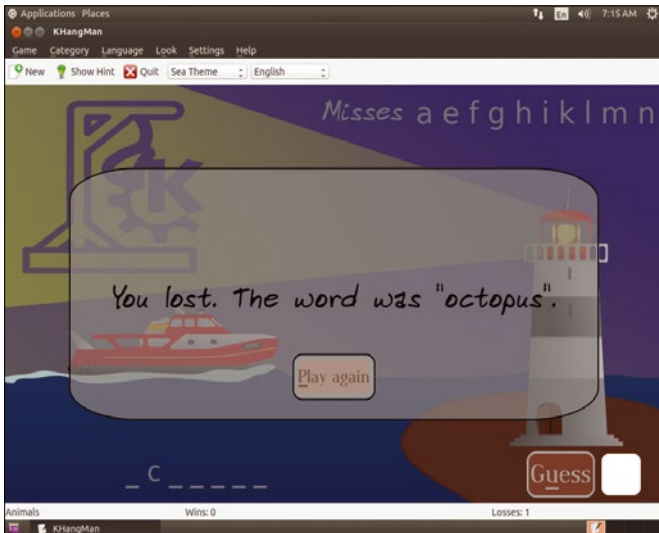 Applications Places En 7:15 AM
KHangMan
Game Category Language Look Settings Help
New Show Hint Quit Sea Theme English
Misses a e f g h i k l m n
K
You lost. The word was "octopus".
Play again
_ C _ _ _ _ _
Guess
Animals Wins: 0 Losses: 1
KHangMan